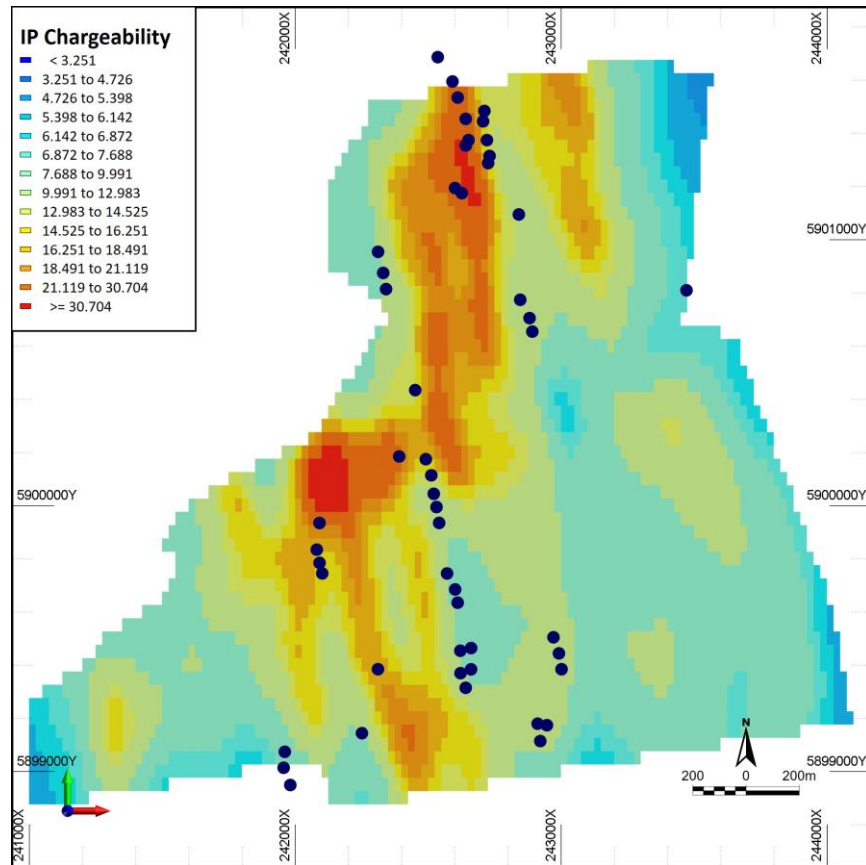 IP Chargeability
< 3.251
3.251 to 4.726
4.726 to 5.398
5.398 to 6.142
6.142 to 6.872
6.872 to 7.688
7.688 to 9.991
9.991 to 12.983
12.983 to 14.525
14.525 to 16.251
16.251 to 18.491
18.491 to 21.119
21.119 to 30.704
>= 30.704
242000X
243000X
244000X
5901000Y
5900000Y
5899000Y
N
200 0 200m
241000X
242000X
243000X
244000X